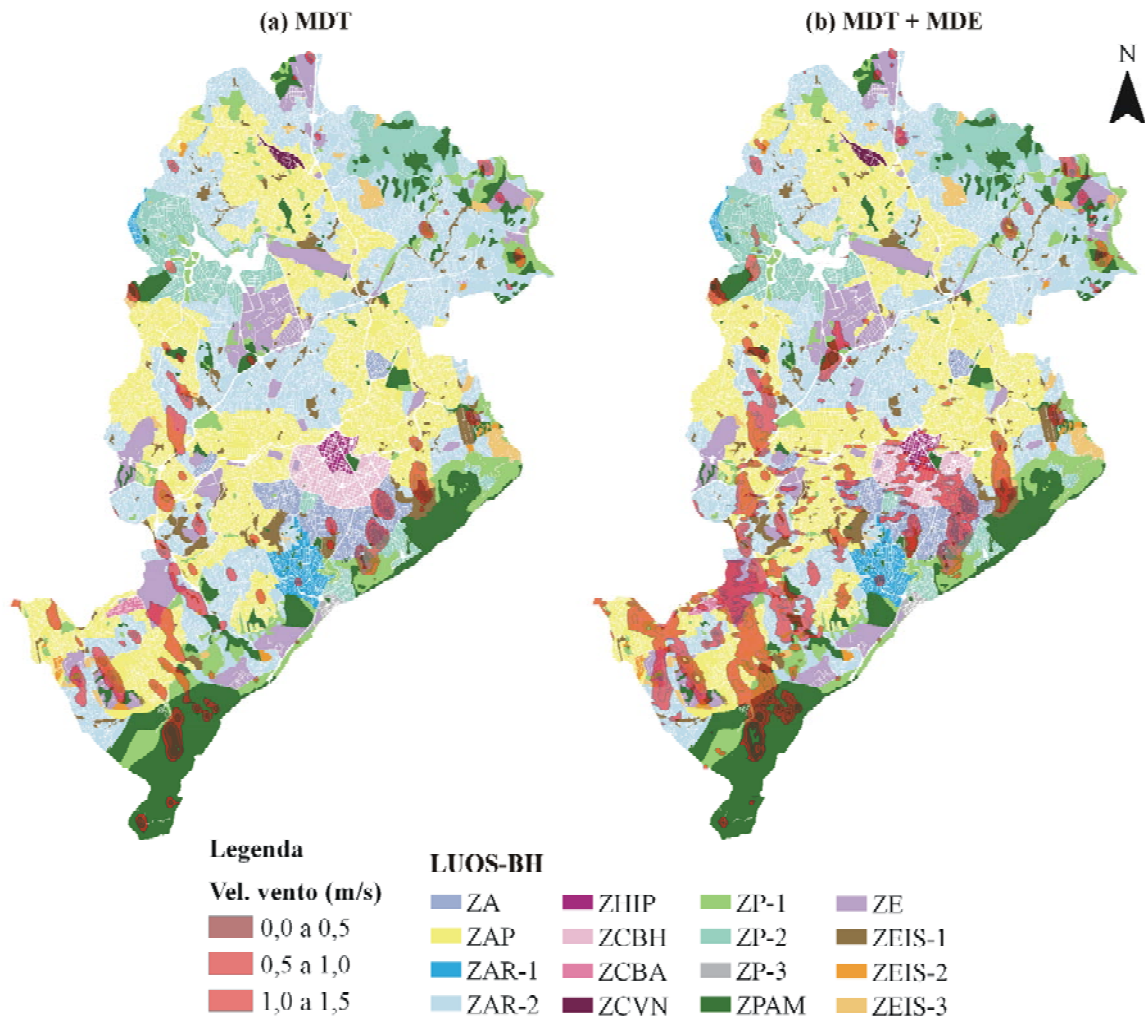 (a) MDT
(b) MDT + MDE
N
Legenda
Vel. vento (m/s)
0,0 a 0,5
0,5 a 1,0
1,0 a 1,5
LUOS-BH
ZA
ZAP
ZAR-1
ZAR-2
ZHIP
ZCBH
ZCBA
ZCVN
ZP-1
ZP-2
ZP-3
ZPAM
ZE
ZEIS-1
ZEIS-2
ZEIS-3